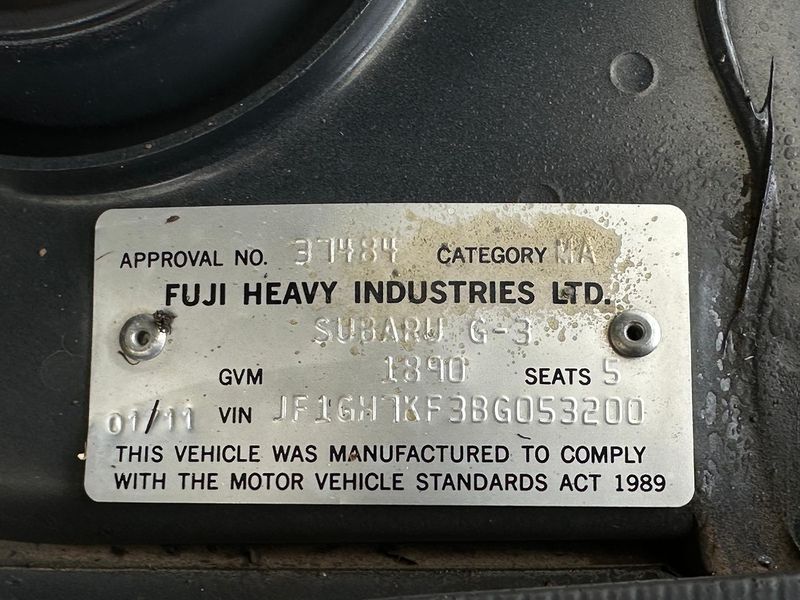 APPROVAL NO. 37484 CATEGORY MA
FUJI HEAVY INDUSTRIES LTD.
SUBARU G-3
GVM 1890 SEATS 5
01/11 VIN JF1GH7KF3BG053200
THIS VEHICLE WAS MANUFACTURED TO COMPLY
WITH THE MOTOR VEHICLE STANDARDS ACT 1989